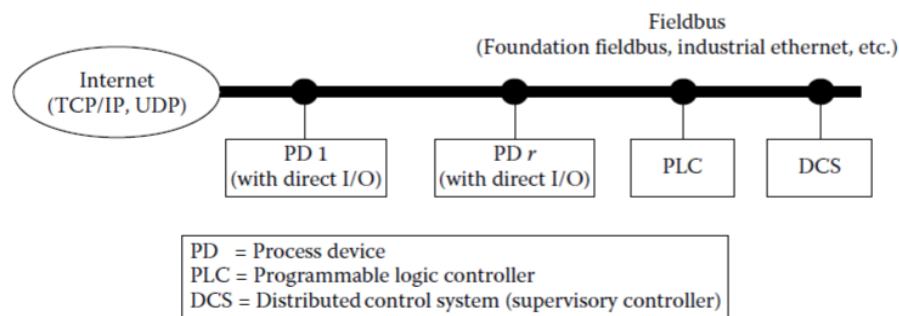 Fieldbus
(Foundation fieldbus, industrial ethernet, etc.)
Internet
(TCP/IP, UDP)
PD 1
(with direct I/O)
PD r
(with direct I/O)
PLC
DCS
PD = Process device
PLC = Programmable logic controller
DCS = Distributed control system (supervisory controller)